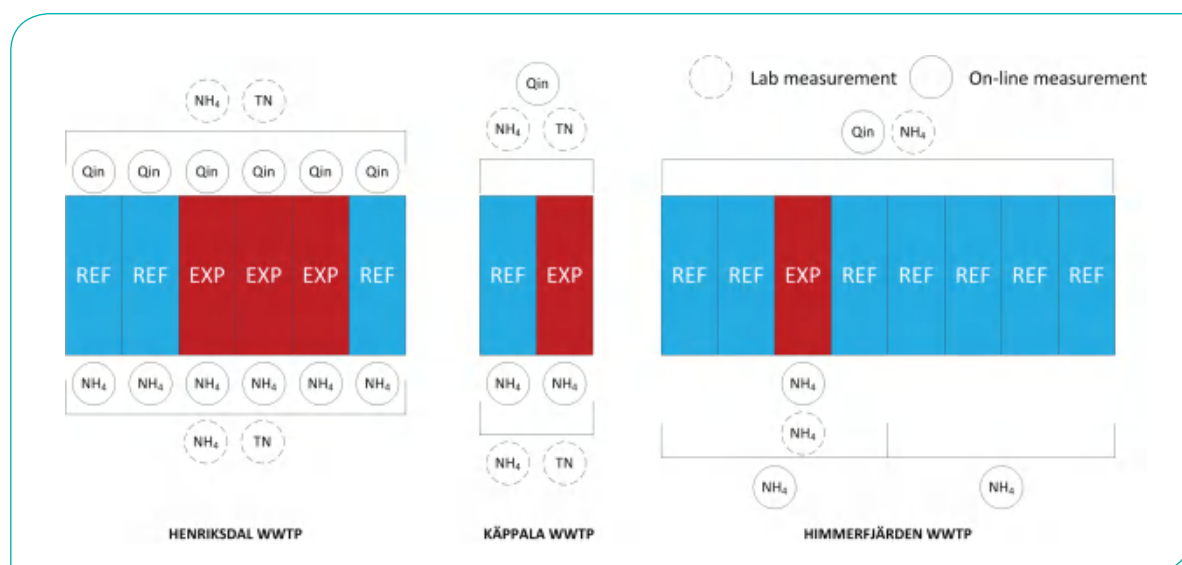 Lab measurement On-line measurement
NH₄ TN
Qin Qin Qin Qin Qin Qin
REF REF EXP EXP EXP REF
NH₄ NH₄ NH₄ NH₄ NH₄ NH₄
NH₄ TN
HENRIKSDAL WWTP
Qin
NH₄ TN
REF EXP
NH₄ NH₄
NH₄ TN
KÄPPALA WWTP
Qin NH₄
REF REF EXP REF REF REF REF REF
NH₄
NH₄
NH₄ NH₄
HIMMERFJÄRDEN WWTP